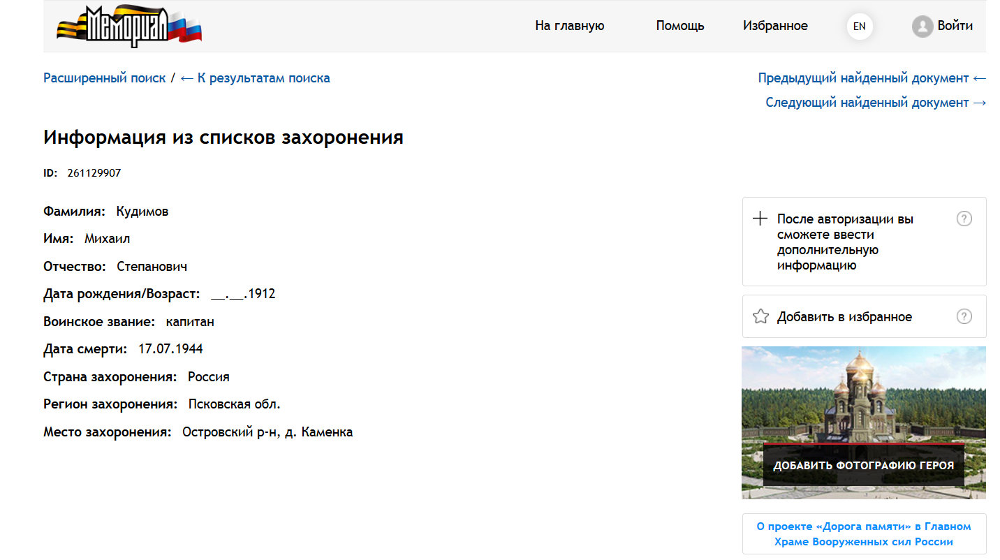 Мемориал
На главную
Помощь
Избранное
EN
Войти
Расширенный поиск / ← К результатам поиска
Предыдущий найденный документ ←
Следующий найденный документ →
Информация из списков захоронения
ID: 261129907
Фамилия: Кудимов
Имя: Михаил
Отчество: Степанович
Дата рождения/Возраст: __.__.1912
Воинское звание: капитан
Дата смерти: 17.07.1944
Страна захоронения: Россия
Регион захоронения: Псковская обл.
Место захоронения: Островский р-н, д. Каменка
После авторизации вы
?
сможете ввести
дополнительную
информацию
Добавить в избранное
?
ДОБАВИТЬ ФОТОГРАФИЮ ГЕРОЯ
О проекте «Дорога памяти» в Главном
Храме Вооруженных сил России